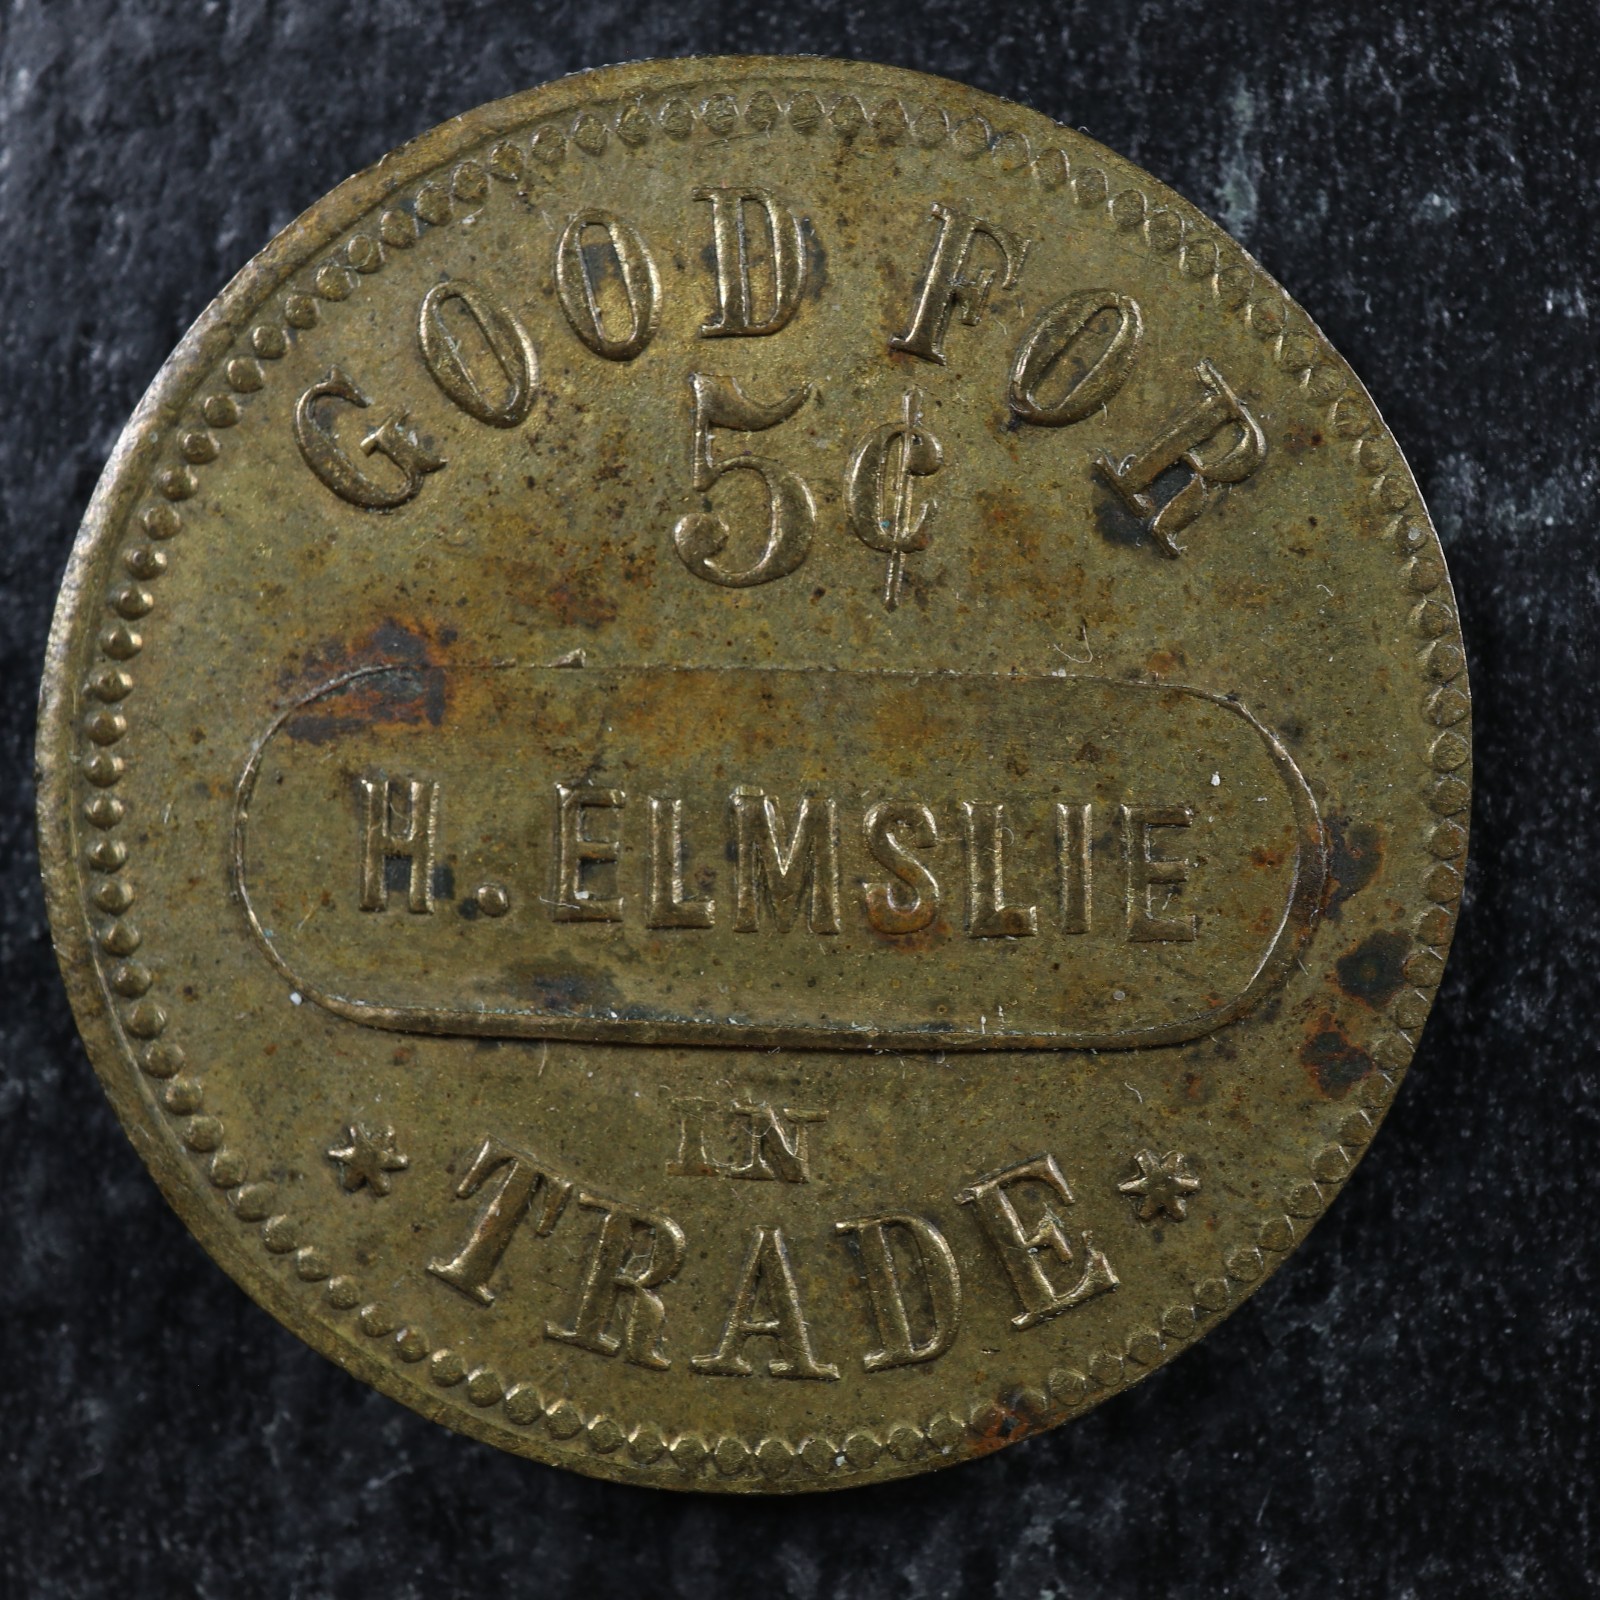 GOOD FOR
5¢
H. ELMSLIE
IN
* TRADE *